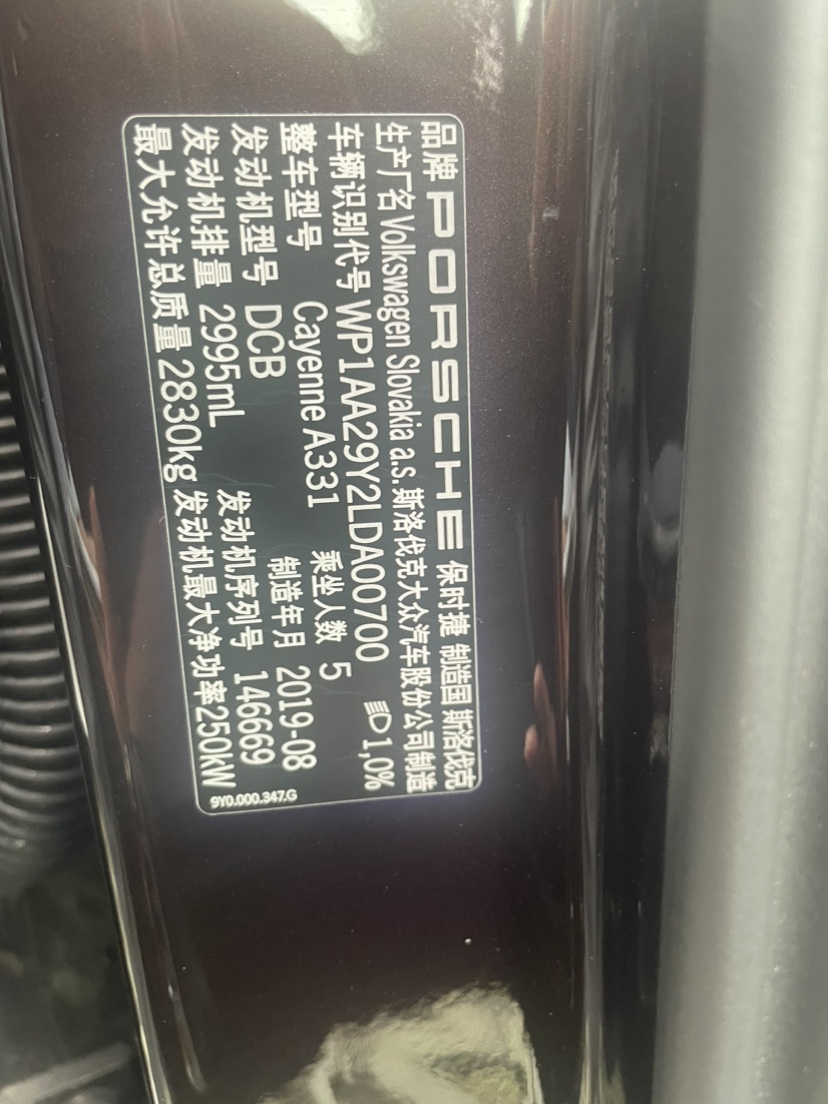 品牌 PORSCHE 保时捷 制造国 斯洛伐克
生产厂名 Volkswagen Slovakia a.s. 斯洛伐克大众汽车股份公司制造
车辆识别代号 WP1AA29Y2LDA00700 1,0%
整车型号 Cayenne A331 乘坐人数 5
发动机型号 DCB 制造年月 2019-08
发动机排量 2995mL 发动机序列号 146669
最大允许总质量 2830kg 发动机最大净功率250kW
9Y0.000.347.G